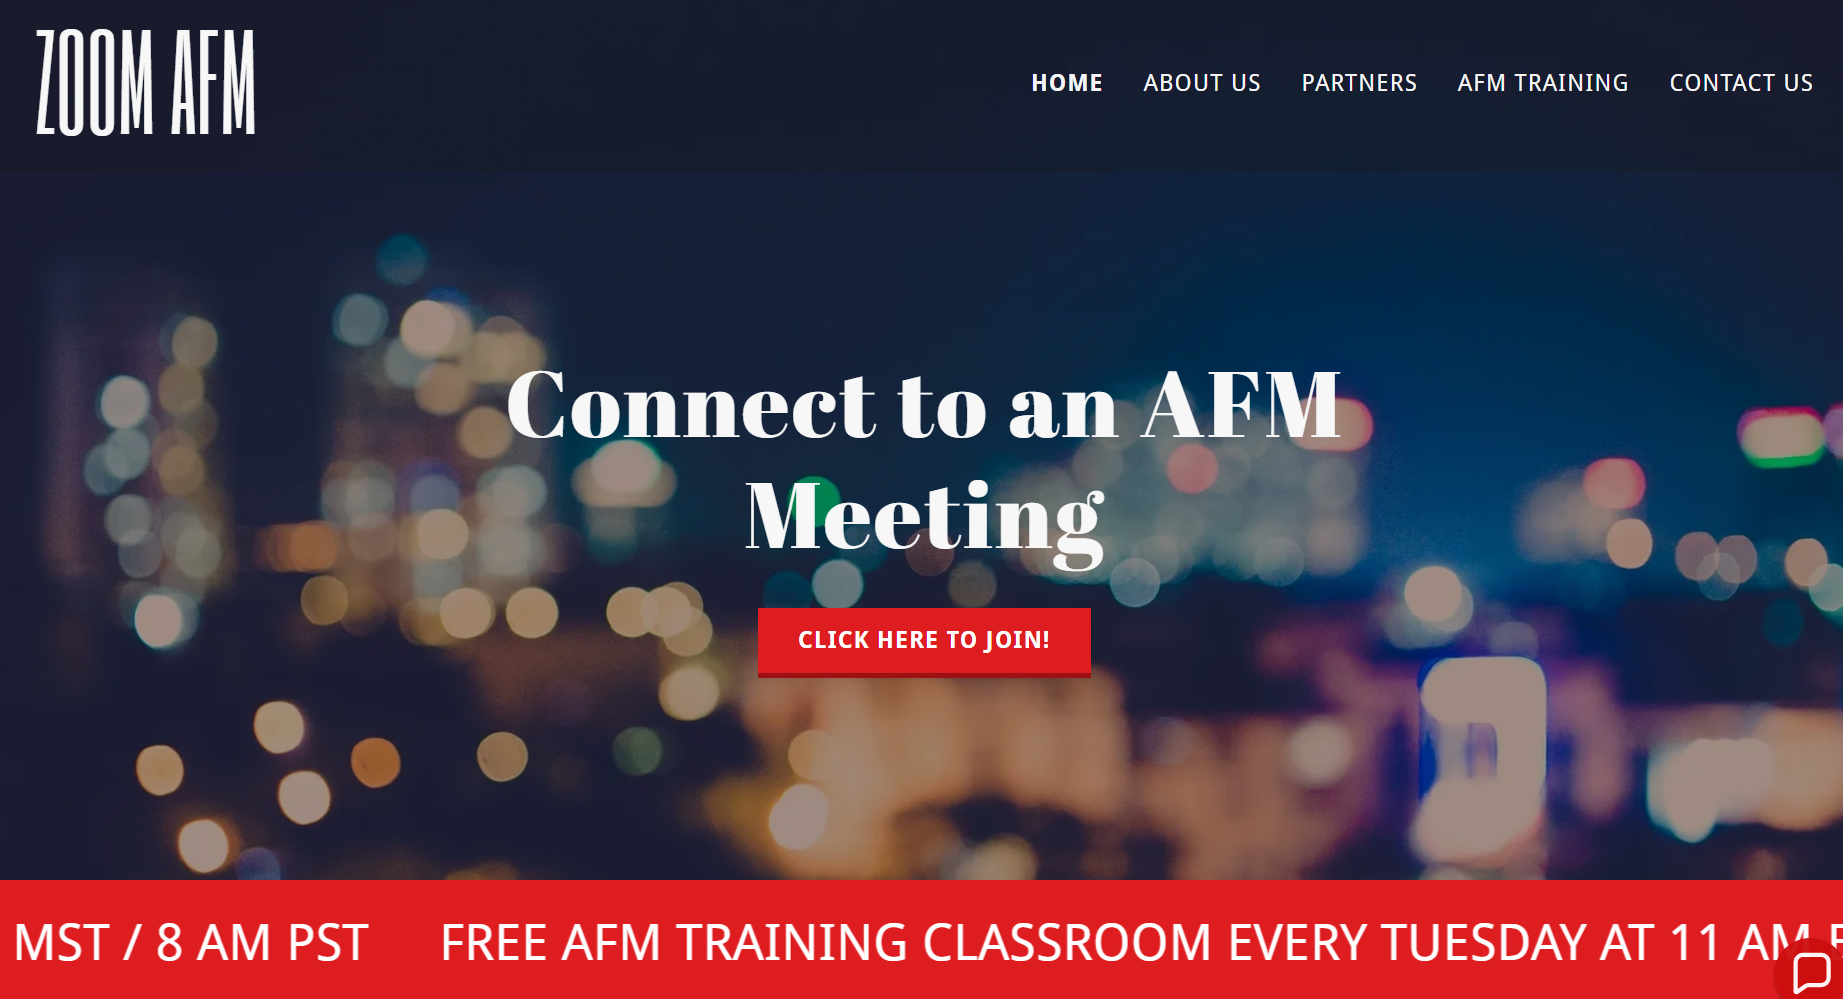 ZOOM AFM
HOME ABOUT US PARTNERS AFM TRAINING CONTACT US
Connect to an AFM
Meeting
CLICK HERE TO JOIN!
MST / 8 AM PST FREE AFM TRAINING CLASSROOM EVERY TUESDAY AT 11 AM